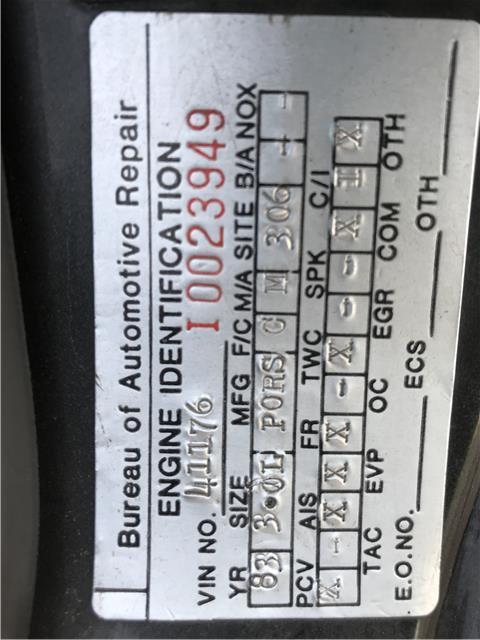 Bureau of Automotive Repair
ENGINE IDENTIFICATION
VIN NO. 41176 I0023949
YR SIZE MFG F/C M/A SITE B/A NOX
83 3.0L PORS C M 306 - -
PCV AIS FR TWC SPK C/I
X - X X X - X - - X I X
TAC EVP OC EGR COM OTH
E.O.NO. ECS OTH